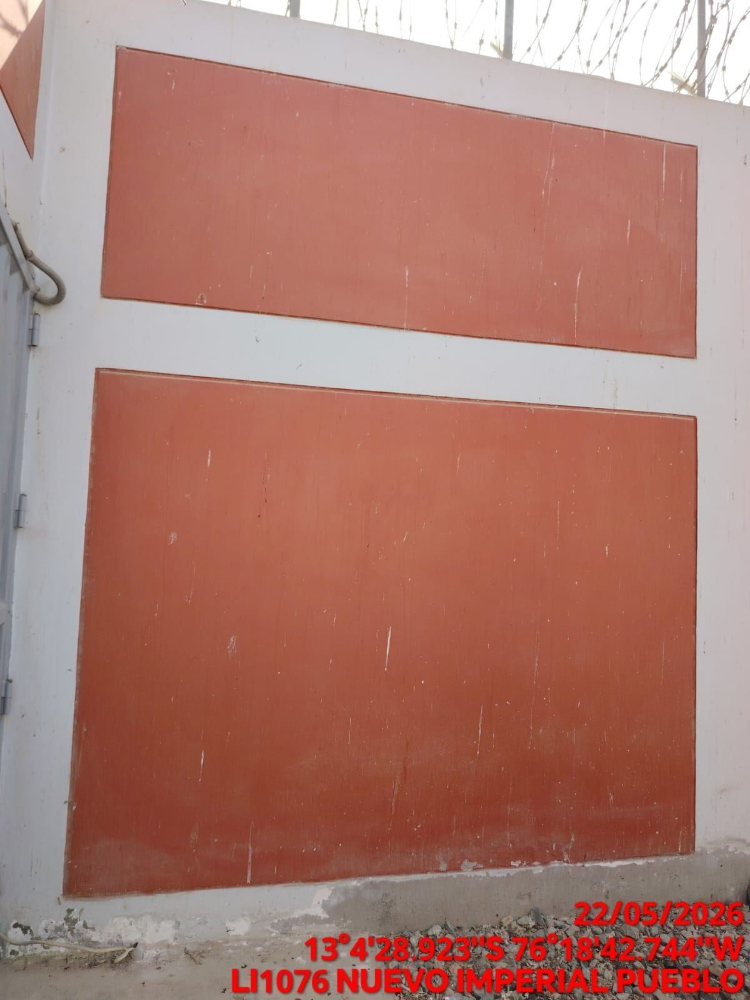 22/05/2026
13°4'28.923"S 76°18'42.744"W
LI1076 NUEVO IMPERIAL PUEBLO